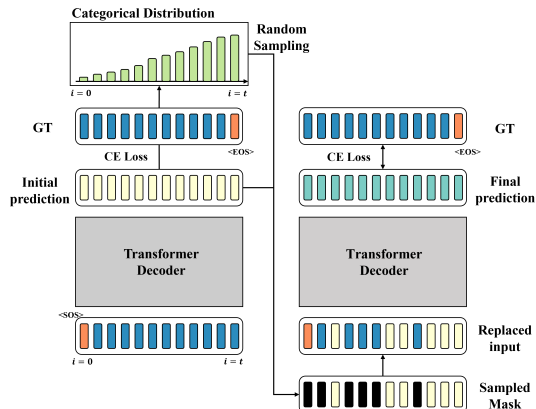 Categorical Distribution
Random
Sampling
i = 0
i = t
GT
<EOS>
CE Loss
Initial
prediction
Transformer
Decoder
<SOS>
i = 0
i = t
GT
<EOS>
CE Loss
Final
prediction
Transformer
Decoder
Replaced
input
Sampled
Mask